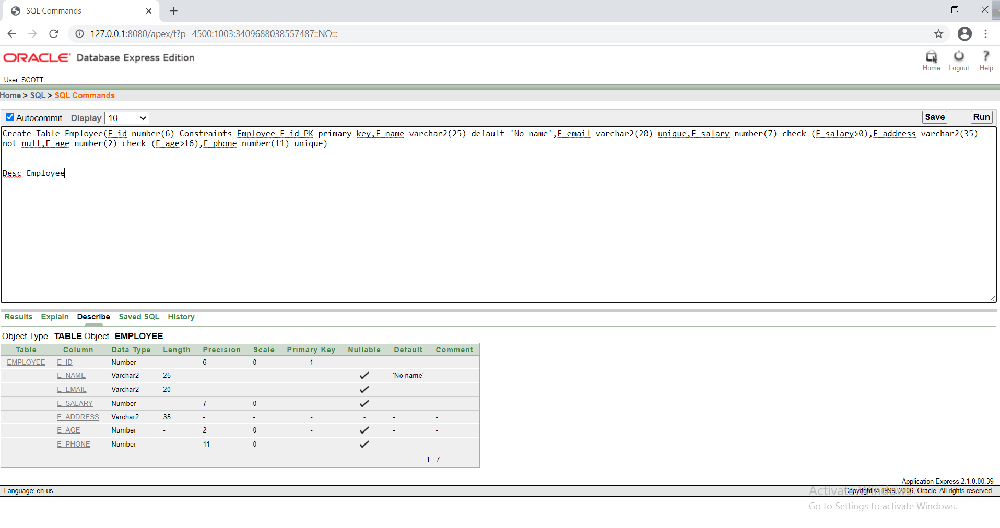 SQL Commands
127.0.0.1:8080/apex/f?p=4500:1003:3409688038557487::NO:::
ORACLE Database Express Edition
Home Logout Help
User: SCOTT
Home > SQL > SQL Commands
Autocommit Display 10 Save Run
Create Table Employee(E_id number(6) Constraints Employee_E_id_PK primary key,E_name varchar2(25) default 'No name',E_email varchar2(20) unique,E_salary number(7) check (E_salary>0),E_address varchar2(35)
not null,E_age number(2) check (E_age>16),E_phone number(11) unique)
Desc Employee
Results Explain Describe Saved SQL History
Object Type TABLE Object EMPLOYEE
Table Column Data Type Length Precision Scale Primary Key Nullable Default Comment
EMPLOYEE E_ID Number - 6 0 1 - - -
E_NAME Varchar2 25 - - - 'No name' -
E_EMAIL Varchar2 20 - - - - -
E_SALARY Number - 7 0 - - -
E_ADDRESS Varchar2 35 - - - - - -
E_AGE Number - 2 0 - - -
E_PHONE Number - 11 0 - - -
1 - 7
Application Express 2.1.0.00.39
Language: en-us Copyright © 1999, 2006, Oracle. All rights reserved.
Activate Windows
Go to Settings to activate Windows.